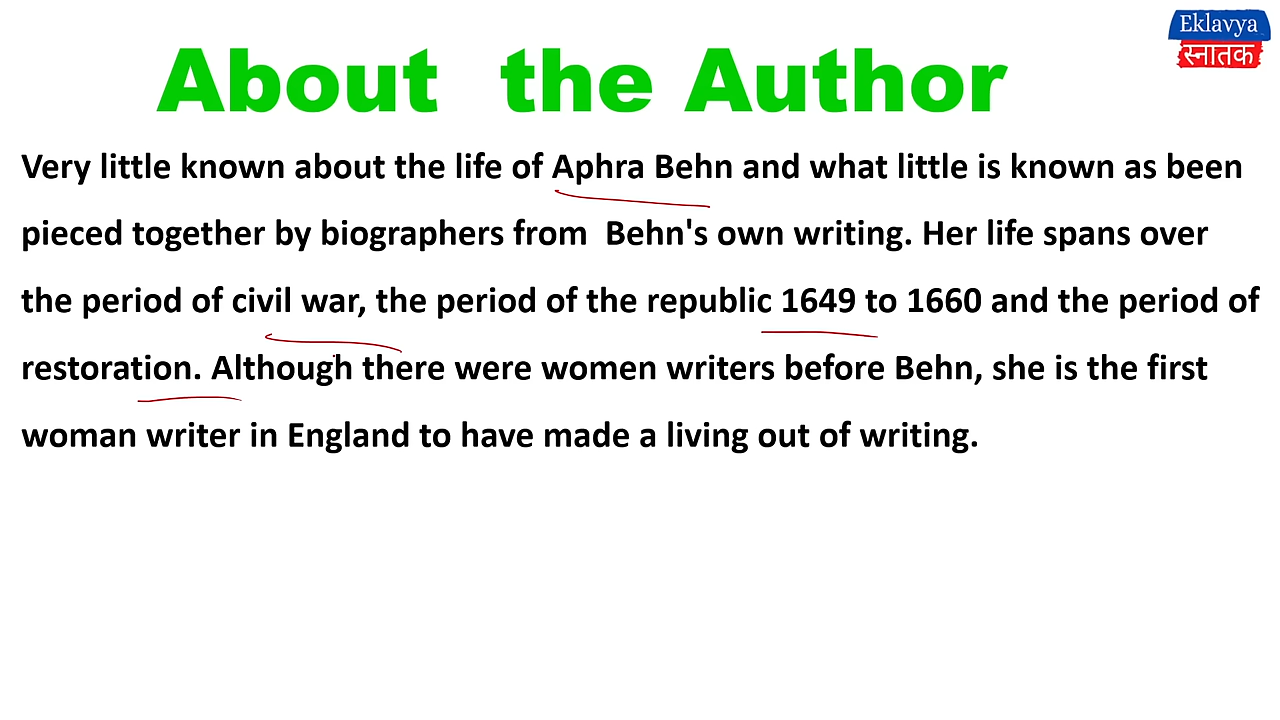 Eklavya
स्नातक
About the Author
Very little known about the life of Aphra Behn and what little is known as been
pieced together by biographers from Behn's own writing. Her life spans over
the period of civil war, the period of the republic 1649 to 1660 and the period of
restoration. Although there were women writers before Behn, she is the first
woman writer in England to have made a living out of writing.